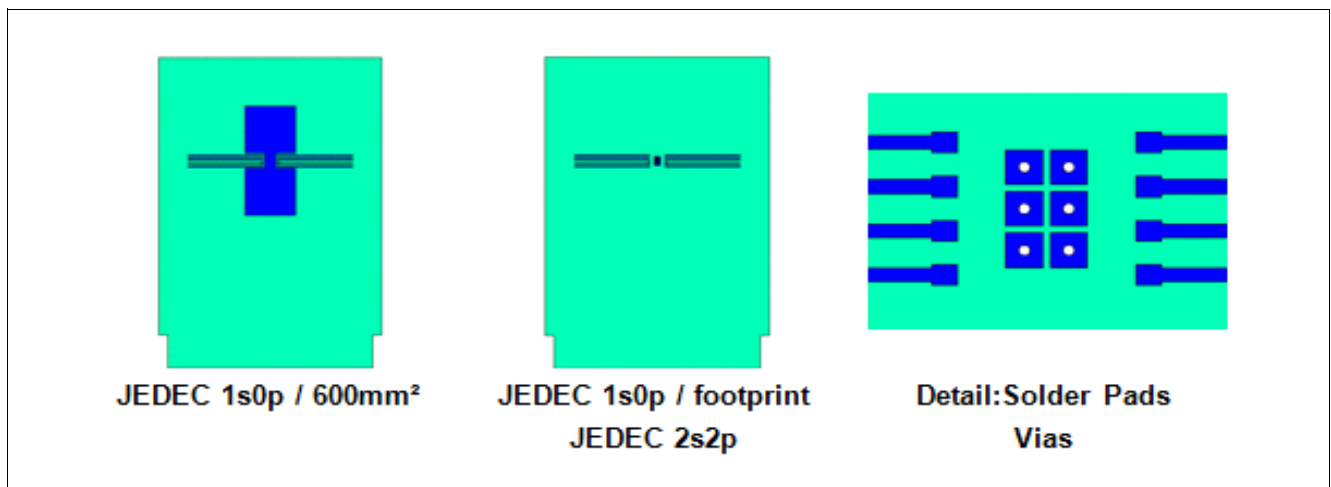 JEDEC 1s0p / 600mm²
JEDEC 1s0p / footprint
JEDEC 2s2p
Detail:Solder Pads
Vias